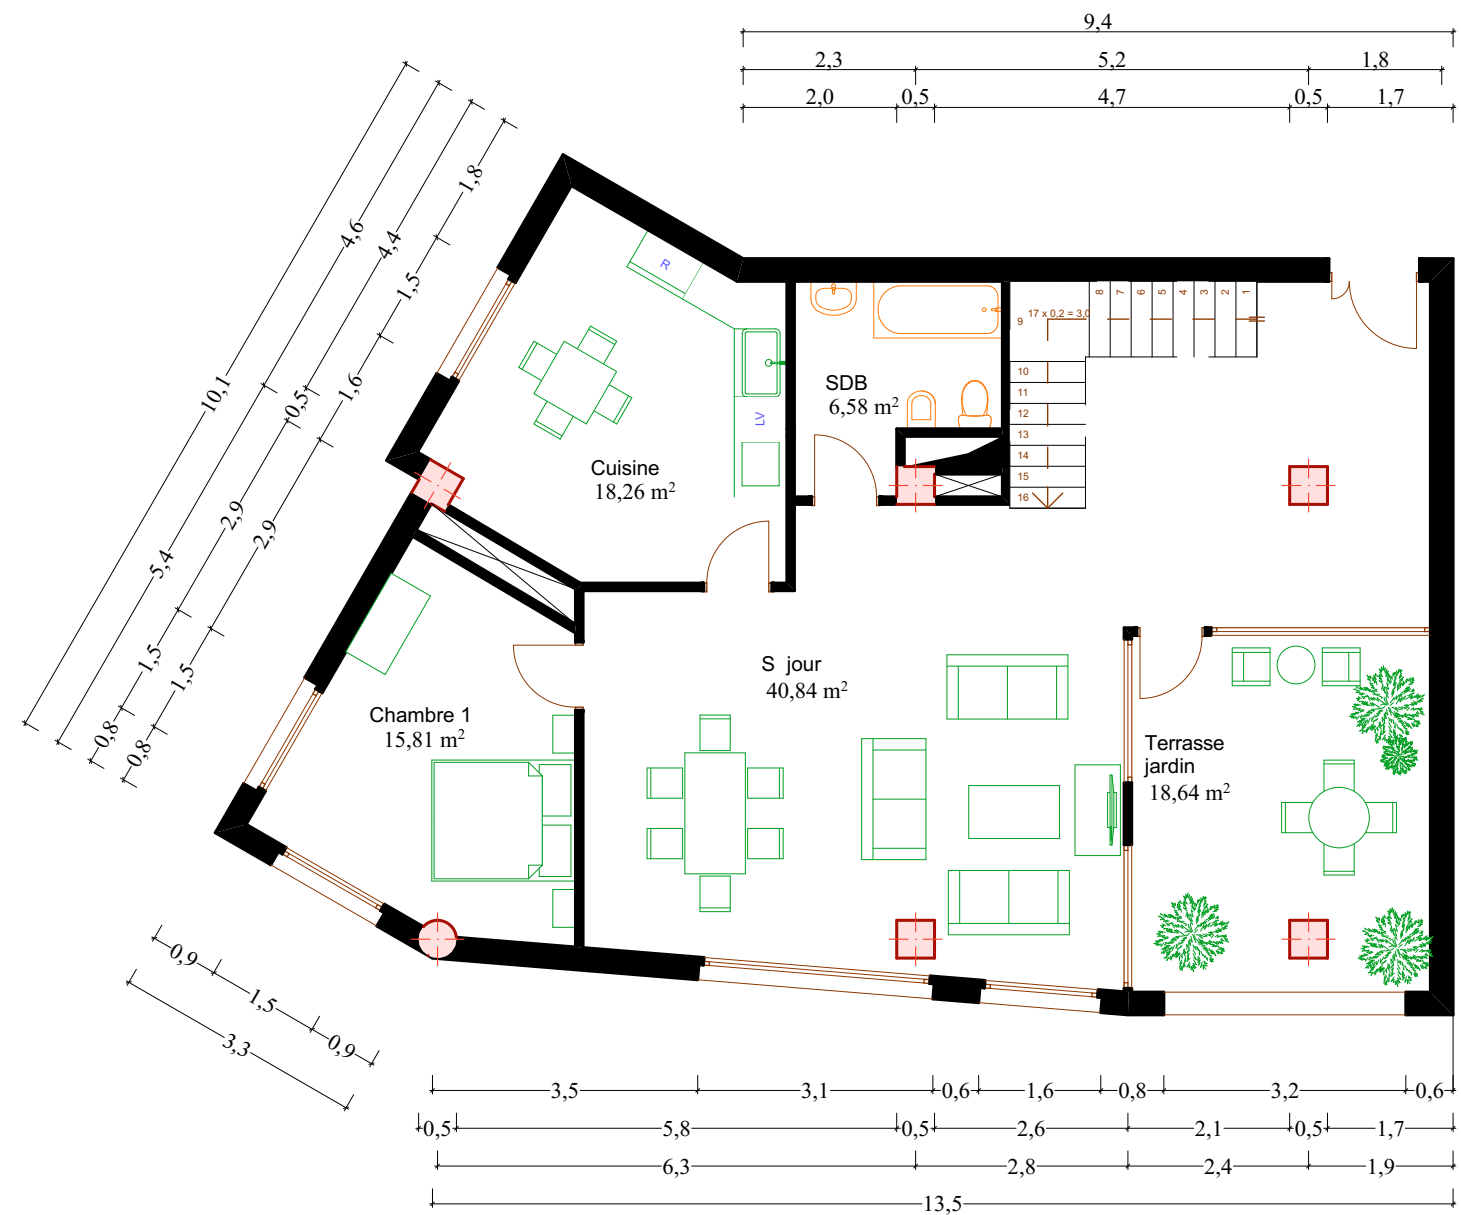 9,4
2,3 5,2 1,8
2,0 0,5 4,7 0,5 1,7
10,1
4,6
5,4
4,4
0,5
2,9
1,5
0,8
1,8
1,5
1,6
2,9
1,5
0,8
R
LV
Cuisine
18,26 m²
SDB
6,58 m²
8 7 6 5 4 3 2 1
17 x 0,2 = 3,0
9
10
11
12
13
14
15
16
S jour
40,84 m²
Chambre 1
15,81 m²
Terrasse
jardin
18,64 m²
0,9
1,5
0,9
3,3
3,5 3,1 0,6 1,6 0,8 3,2 0,6
0,5 5,8 0,5 2,6 2,1 0,5 1,7
6,3 2,8 2,4 1,9
13,5